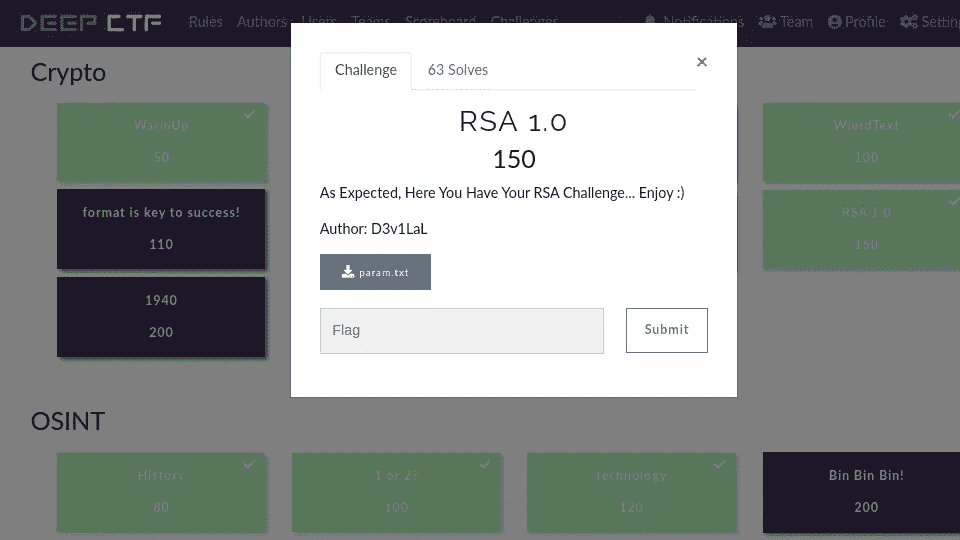 DEEP CTF Rules Authors Users Teams Scoreboard Challenges Notifications Team Profile Settin
Crypto
Challenge 63 Solves ×
RSA 1.0
150
As Expected, Here You Have Your RSA Challenge... Enjoy :)
Author: D3v1LaL
param.txt
Flag Submit
WarmUp
50
WierdText
100
format is key to success!
110
RSA 1.0
150
1940
200
OSINT
History
80
1 or 2?
100
Technology
120
Bin Bin Bin!
200